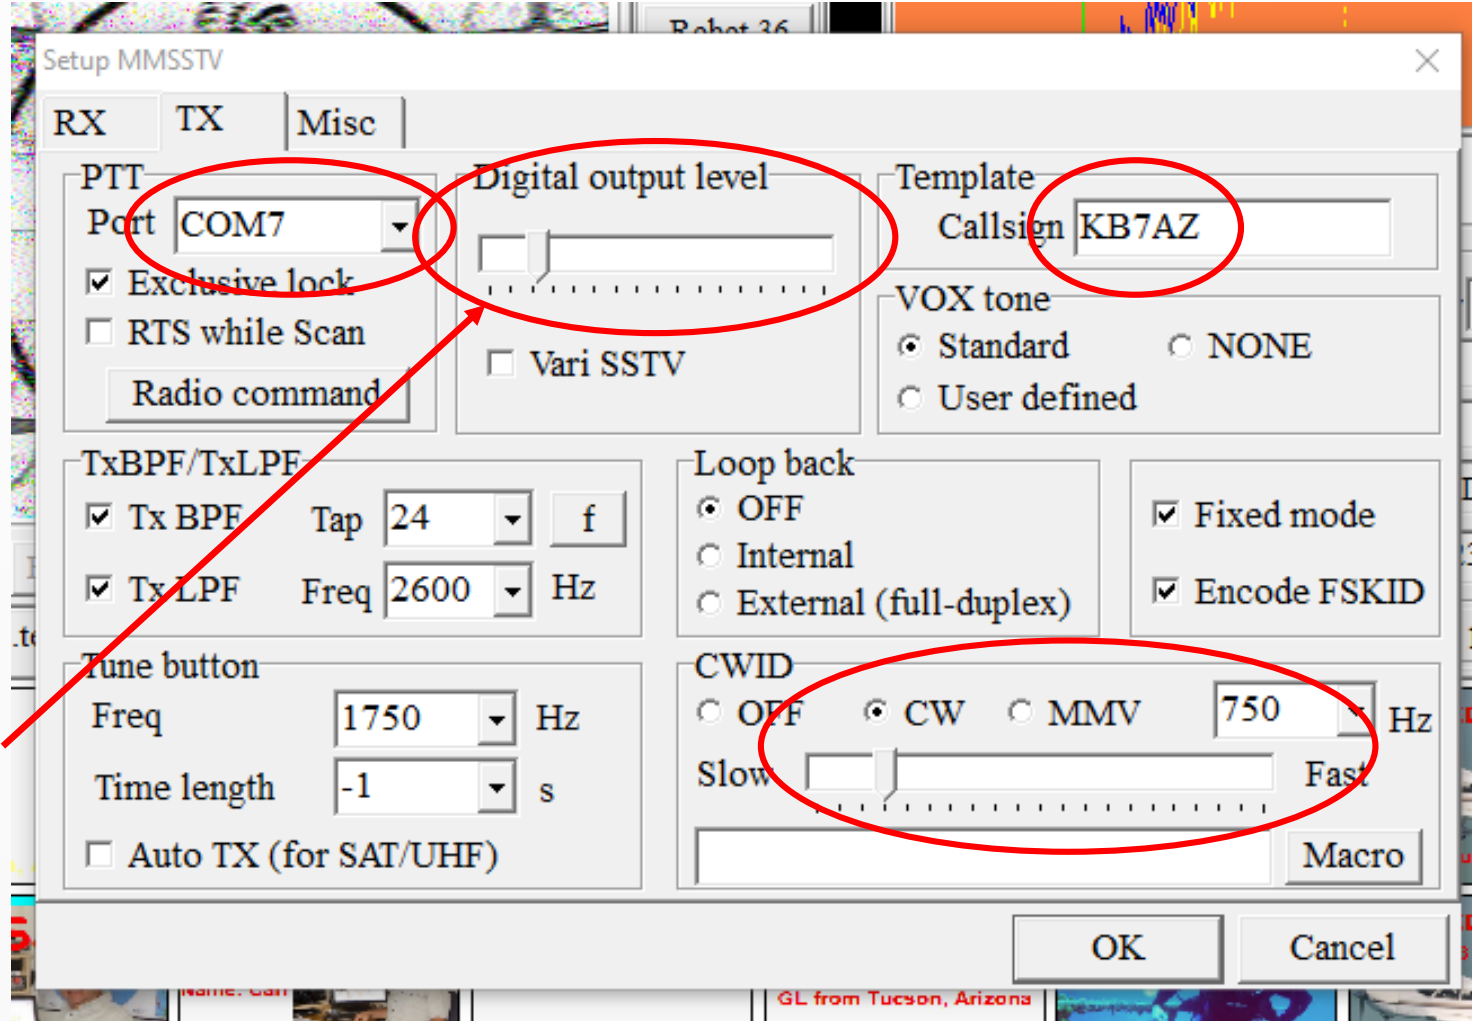 Robot 36
Setup MMSSTV
RX TX Misc
PTT
Port COM7
Exclusive lock
RTS while Scan
Radio command
Digital output level
Vari SSTV
Template
Callsign KB7AZ
VOX tone
Standard NONE
User defined
TxBPF/TxLPF
Tx BPF Tap 24 f
Tx LPF Freq 2600 Hz
Loop back
OFF
Internal
External (full-duplex)
Fixed mode
Encode FSKID
Tune button
Freq 1750 Hz
Time length -1 s
Auto TX (for SAT/UHF)
CWID
OFF CW MMV 750 Hz
Slow Fast
Macro
OK Cancel
Name: Carl
GL from Tucson, Arizona